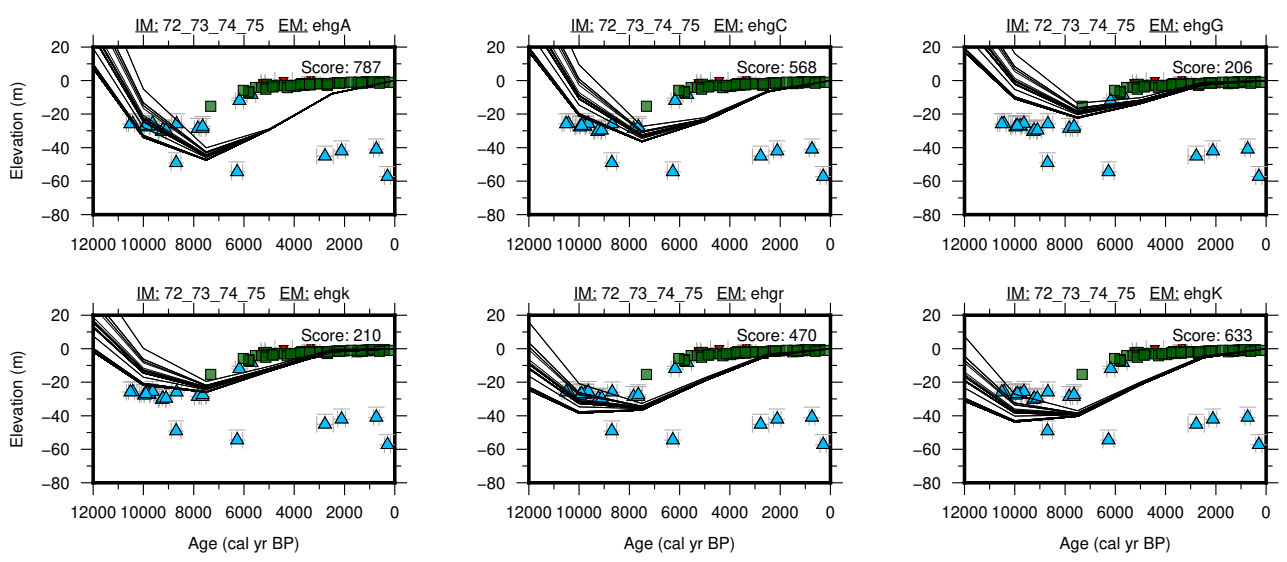 IM: 72_73_74_75 EM: ehgA
IM: 72_73_74_75 EM: ehgC
IM: 72_73_74_75 EM: ehgG
Elevation (m)
20
0
−20
−40
−60
−80
Score: 787
12000 10000 8000 6000 4000 2000 0
20
0
−20
−40
−60
−80
Score: 568
12000 10000 8000 6000 4000 2000 0
20
0
−20
−40
−60
−80
Score: 206
12000 10000 8000 6000 4000 2000 0
IM: 72_73_74_75 EM: ehgk
IM: 72_73_74_75 EM: ehgr
IM: 72_73_74_75 EM: ehgK
Elevation (m)
20
0
−20
−40
−60
−80
Score: 210
12000 10000 8000 6000 4000 2000 0
Age (cal yr BP)
20
0
−20
−40
−60
−80
Score: 470
12000 10000 8000 6000 4000 2000 0
Age (cal yr BP)
20
0
−20
−40
−60
−80
Score: 633
12000 10000 8000 6000 4000 2000 0
Age (cal yr BP)